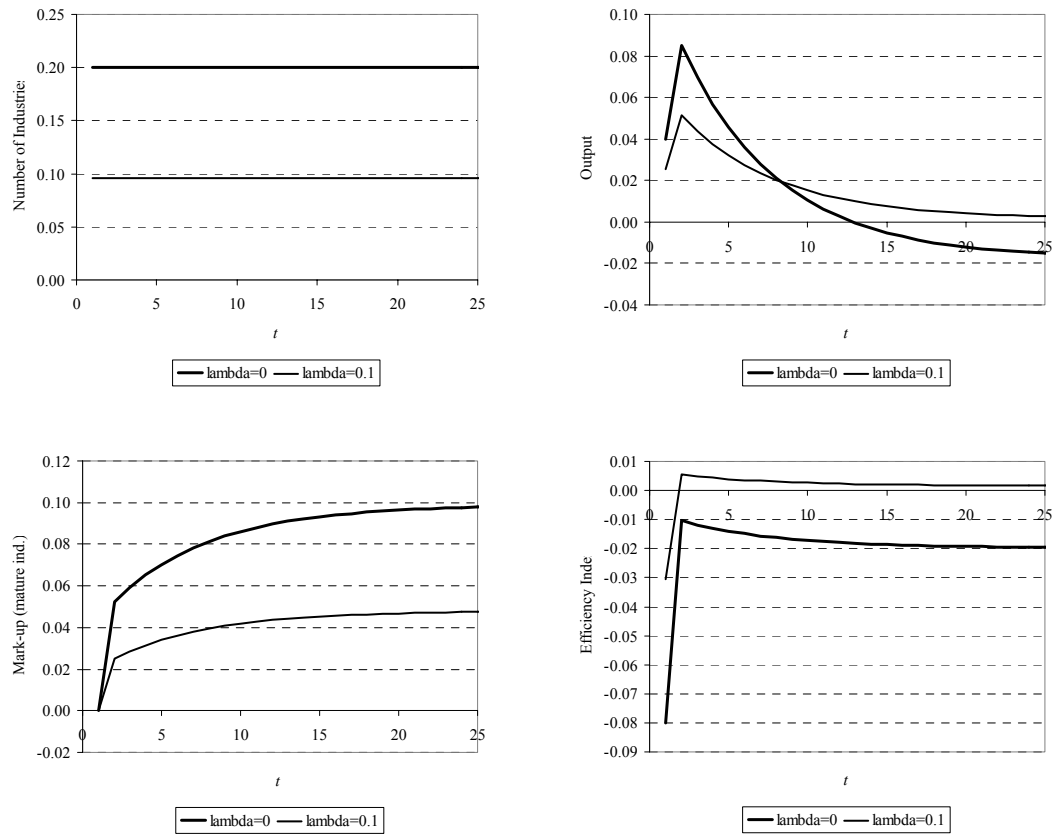 0.25
0.20
0.15
0.10
0.05
0.00
Number of Industries
0 5 10 15 20 25
t
lambda=0 lambda=0.1
0.10
0.08
0.06
0.04
0.02
0.00
-0.02
-0.04
Output
0 5 10 15 20 25
t
lambda=0 lambda=0.1
0.12
0.10
0.08
0.06
0.04
0.02
0.00
-0.02
Mark-up (mature ind.)
0 5 10 15 20 25
t
lambda=0 lambda=0.1
0.01
0.00
-0.01
-0.02
-0.03
-0.04
-0.05
-0.06
-0.07
-0.08
-0.09
Efficiency Inde
0 5 10 15 20 25
t
lambda=0 lambda=0.1